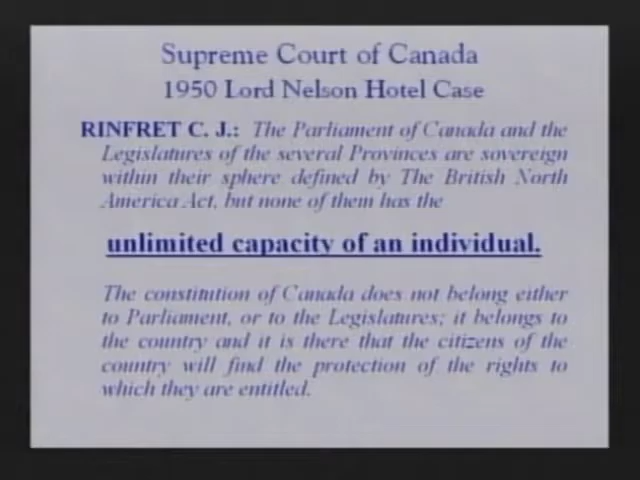 Supreme Court of Canada
1950 Lord Nelson Hotel Case
RINFRET C. J.: The Parliament of Canada and the
Legislatures of the several Provinces are sovereign
within their sphere defined by The British North
America Act, but none of them has the
unlimited capacity of an individual.
The constitution of Canada does not belong either
to Parliament, or to the Legislatures; it belongs to
the country and it is there that the citizens of the
country will find the protection of the rights to
which they are entitled.